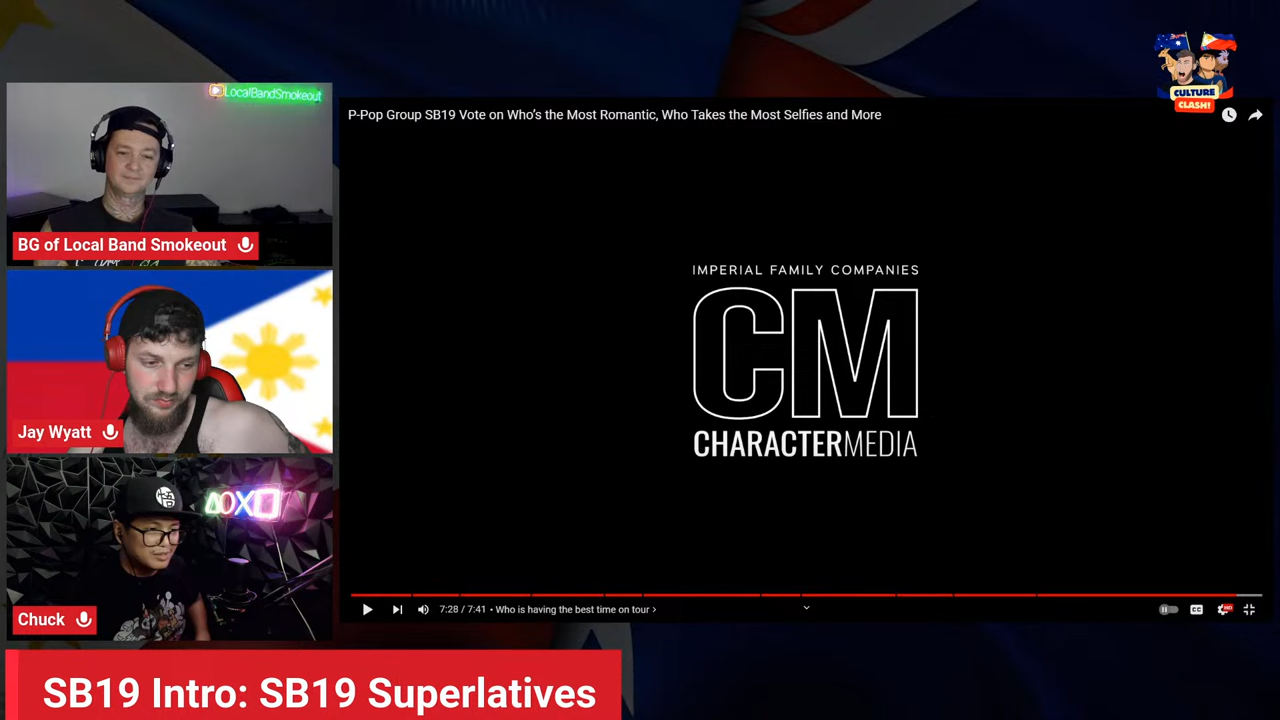 CULTURE
CLASH!
LocalBandSmokeout
BG of Local Band Smokeout
Jay Wyatt
Chuck
P-Pop Group SB19 Vote on Who's the Most Romantic, Who Takes the Most Selfies and More
IMPERIAL FAMILY COMPANIES
CM
CHARACTERMEDIA
7:28 / 7:41 • Who is having the best time on tour ›
CC
HD
SB19 Intro: SB19 Superlatives